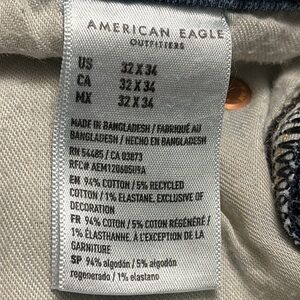 AMERICAN EAGLE
OUTFITTERS
US 32 X 34
CA 32 X 34
MX 32 X 34
MADE IN BANGLADESH / FABRIQUÉ AU
BANGLADESH / HECHO EN BANGLADESH
RN 54485 / CA 03873
RFC# AEM120605II9A
EN 94% COTTON / 5% RECYCLED
COTTON / 1% ELASTANE. EXCLUSIVE OF
DECORATION
FR 94% COTON / 5% COTON RÉGÉNÉRÉ /
1% ÉLASTHANNE. À L'EXCEPTION DE LA
GARNITURE
SP 94% algodón / 5% algodón
regenerado / 1% elastano